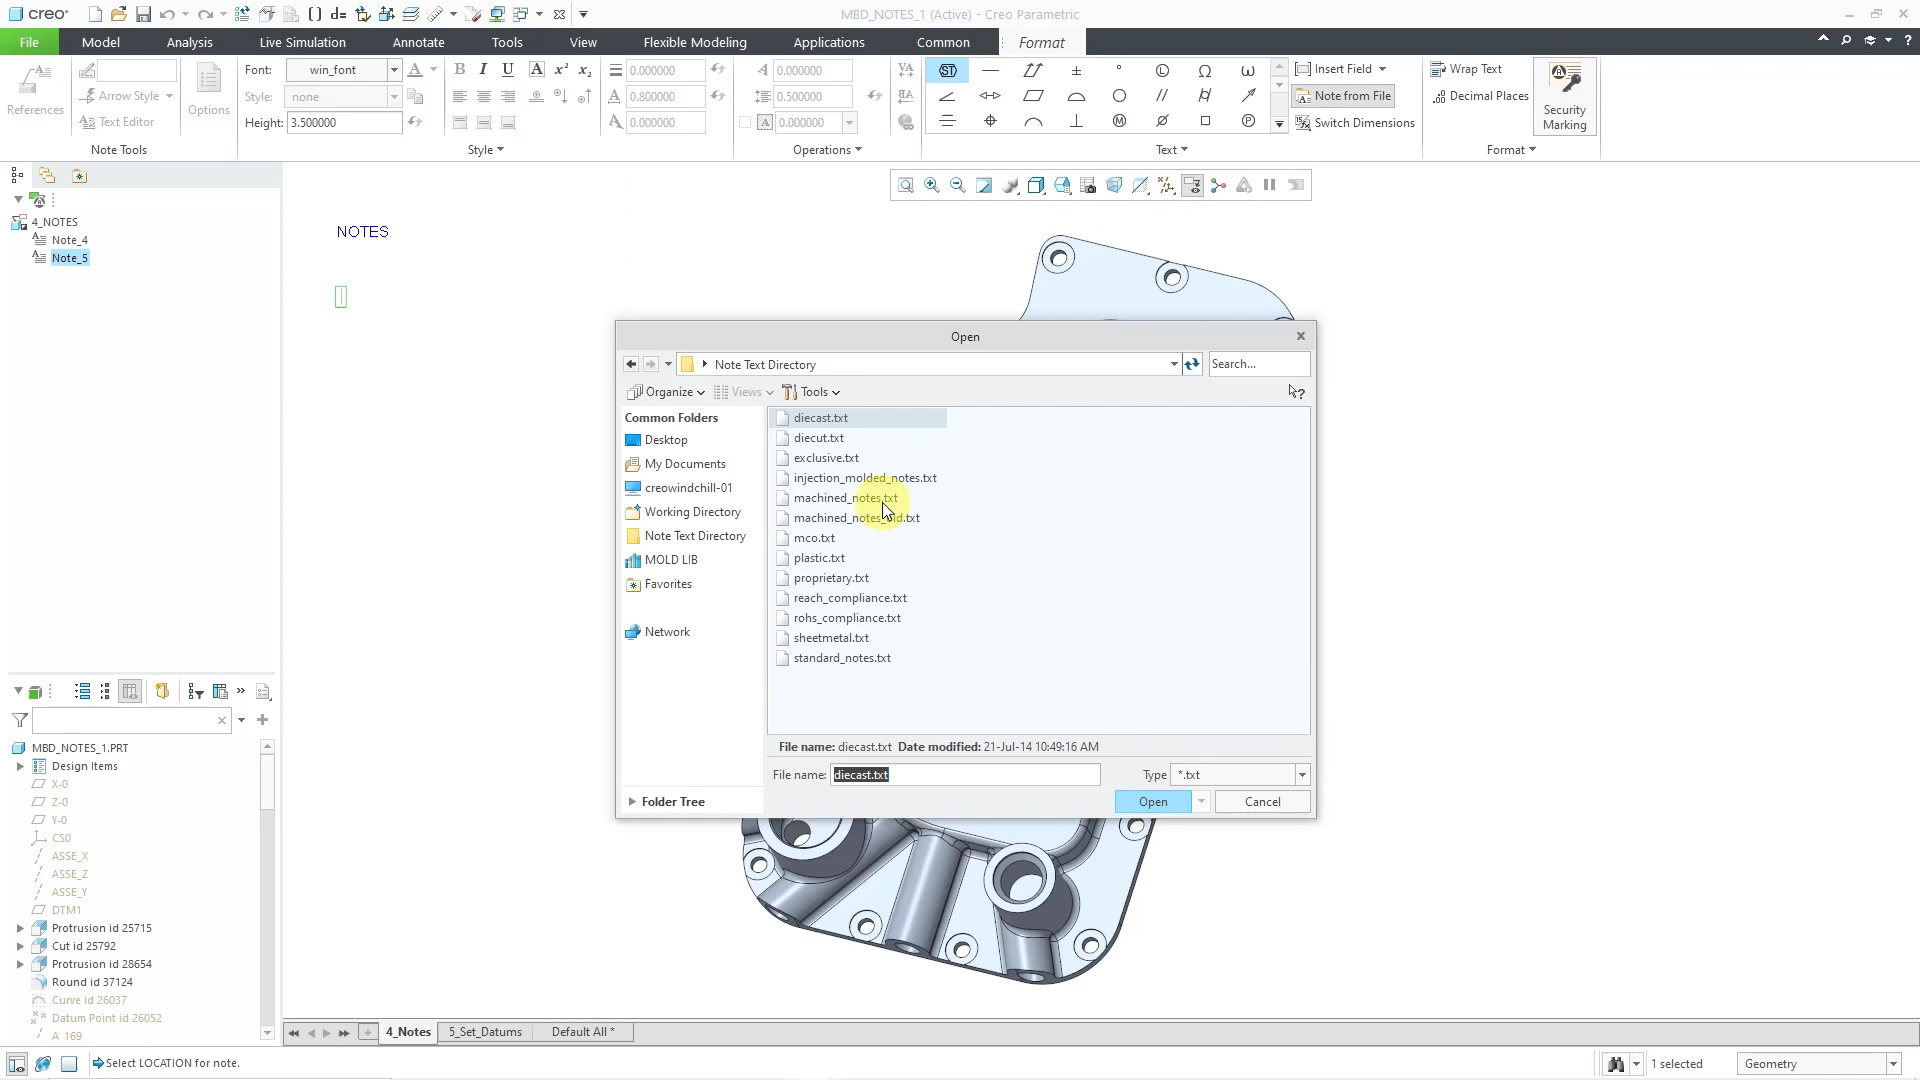 creo
MBD_NOTES_1 (Active) - Creo Parametric
File
Model
Analysis
Live Simulation
Annotate
Tools
View
Flexible Modeling
Applications
Common
Format
References
Arrow Style
Text Editor
Note Tools
Options
Font:
win_font
Style:
none
Height:
3.500000
Style
0.000000
0.800000
0.000000
0.000000
0.500000
0.000000
Operations
Text
Insert Field
Note from File
Switch Dimensions
Wrap Text
Decimal Places
Security
Marking
Format
4_NOTES
Note_4
Note_5
NOTES
Open
Note Text Directory
Search...
Organize
Views
Tools
Common Folders
Desktop
My Documents
creowindchill-01
Working Directory
Note Text Directory
MOLD LIB
Favorites
Network
Folder Tree
diecast.txt
diecut.txt
exclusive.txt
injection_molded_notes.txt
machined_notes.txt
machined_notes_old.txt
mco.txt
plastic.txt
proprietary.txt
reach_compliance.txt
rohs_compliance.txt
sheetmetal.txt
standard_notes.txt
File name: diecast.txt Date modified: 21-Jul-14 10:49:16 AM
File name: diecast.txt
Type *.txt
Open
Cancel
MBD_NOTES_1.PRT
Design Items
X-0
Z-0
Y-0
CS0
ASSE_X
ASSE_Z
ASSE_Y
DTM1
Protrusion id 25715
Cut id 25792
Protrusion id 28654
Round id 37124
Curve id 26037
Datum Point id 26052
A_169
4_Notes
5_Set_Datums
Default All *
Select LOCATION for note.
1 selected
Geometry